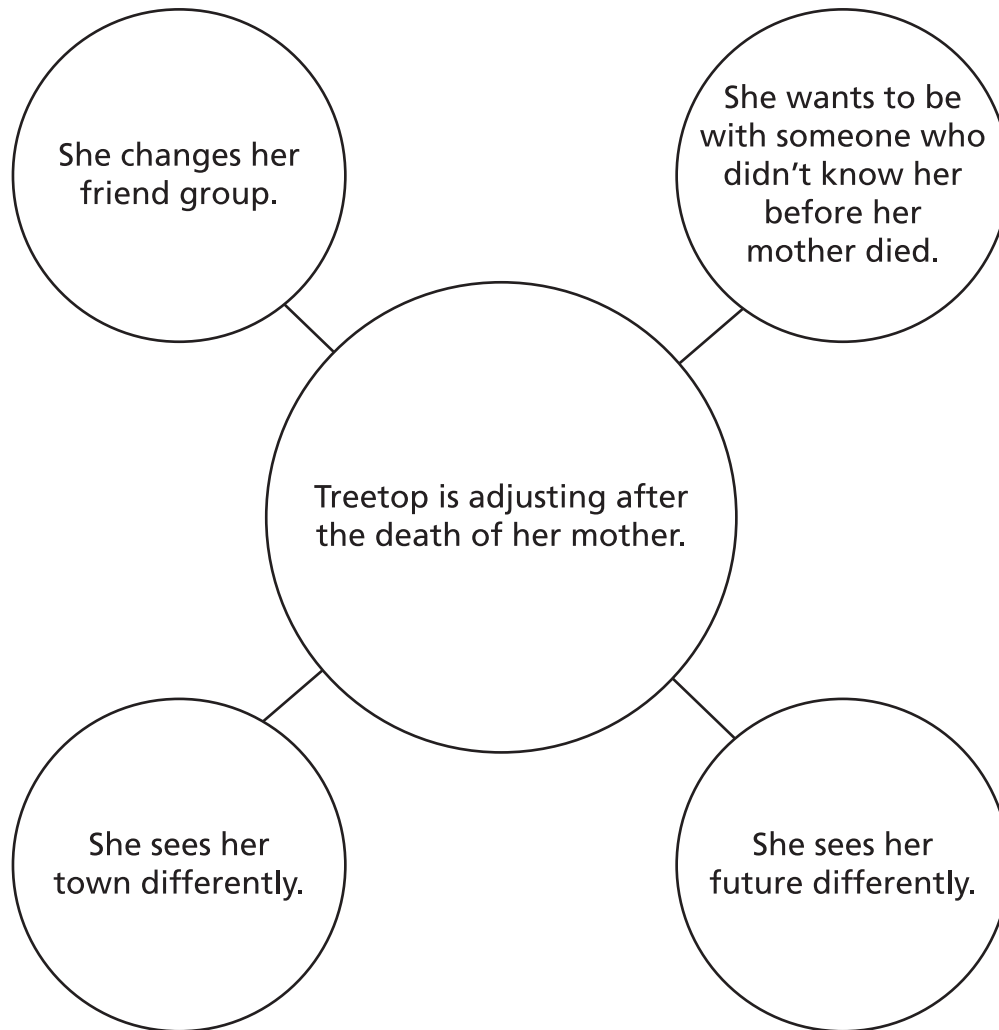 She changes her
friend group.
She wants to be
with someone who
didn't know her
before her
mother died.
Treetop is adjusting after
the death of her mother.
She sees her
town differently.
She sees her
future differently.